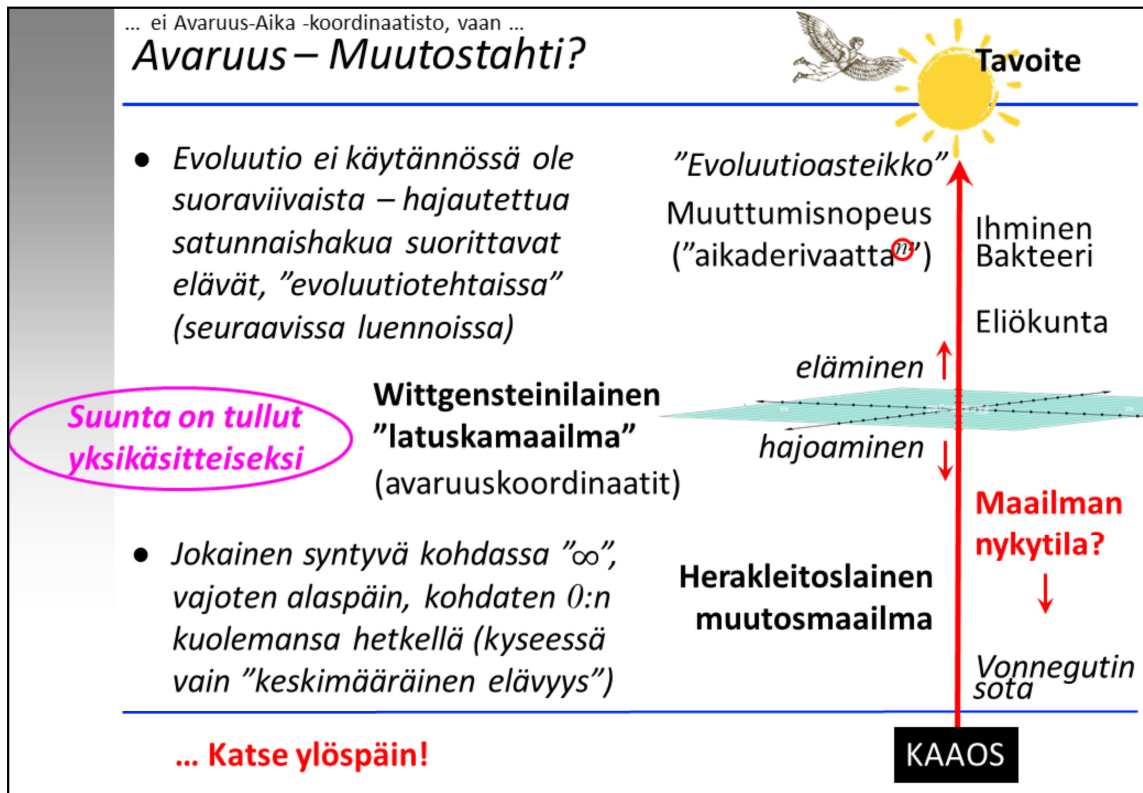 … ei Avaruus-Aika -koordinaatisto, vaan …
Avaruus – Muutostahti?
Tavoite
● Evoluutio ei käytännössä ole
suoraviivaista – hajautettua
satunnaishakua suorittavat
elävät, ”evoluutiotehtaissa”
(seuraavissa luennoissa)
”Evoluutioasteikko”
Muuttumisnopeus
(”aikaderivaattaⁿ”)
Ihminen
Bakteeri
Eliökunta
eläminen
hajoaminen
Suunta on tullut
yksikäsitteiseksi
Wittgensteinilainen
”latuskamaailma”
(avaruuskoordinaatit)
Maailman
nykytila?
● Jokainen syntyvä kohdassa ”∞”,
vajoten alaspäin, kohdaten 0:n
kuolemansa hetkellä (kyseessä
vain ”keskimääräinen elävyys”)
Herakleitoslainen
muutosmaailma
Vonnegutin
sota
… Katse ylöspäin!
KAAOS